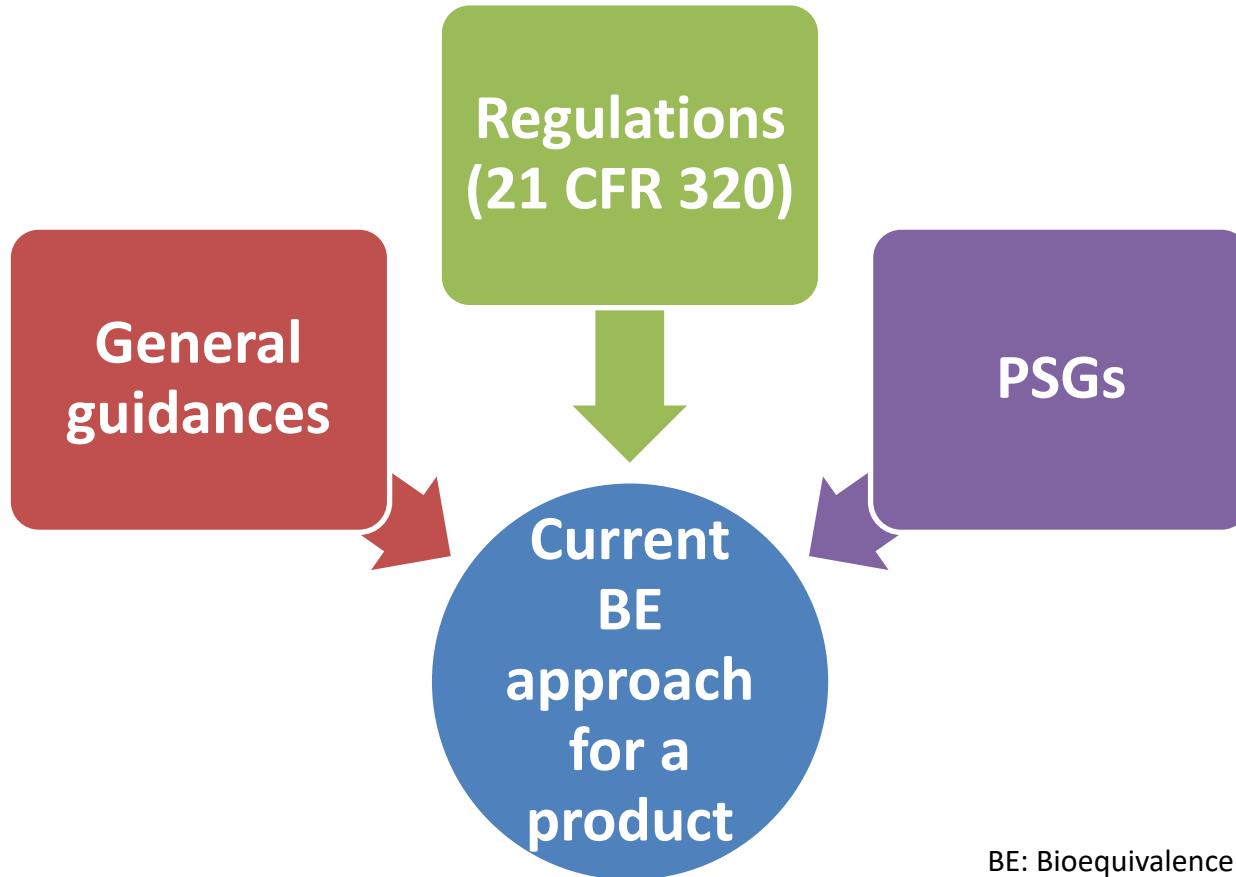 Regulations
(21 CFR 320)
General
guidances
PSGs
Current
BE
approach
for a
product
BE: Bioequivalence